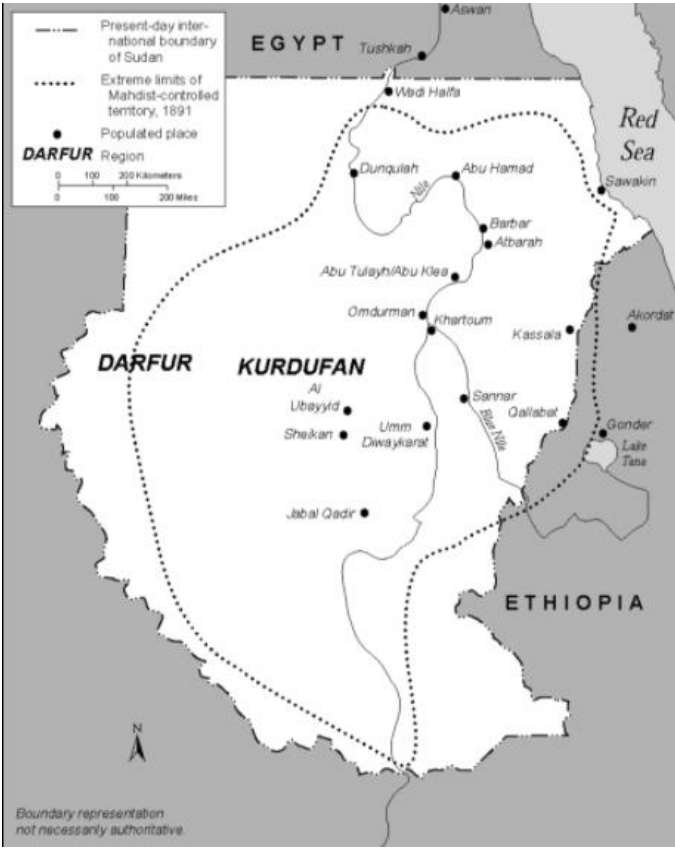 Present-day inter-
national boundary
of Sudan
Extreme limits of
Mahdist-controlled
territory, 1891
Populated place
DARFUR Region
0 100 200 Kilometers
0 100 200 Miles
Aswan
EGYPT
Tushkah
Wadi Halfa
Red
Sea
Dunqulah
Nile
Abu Hamad
Sawakin
Barbar
Atbarah
Abu Tulayh/Abu Klea
Omdurman
Khartoum
Kassala
Akordat
DARFUR
KURDUFAN
Al
Ubayyid
Sannar
Qallabat
Sheikan
Umm
Diwaykarat
Blue Nile
Gonder
Lake
Tana
Jabal Qadir
ETHIOPIA
N
Boundary representation
not necessarily authoritative.